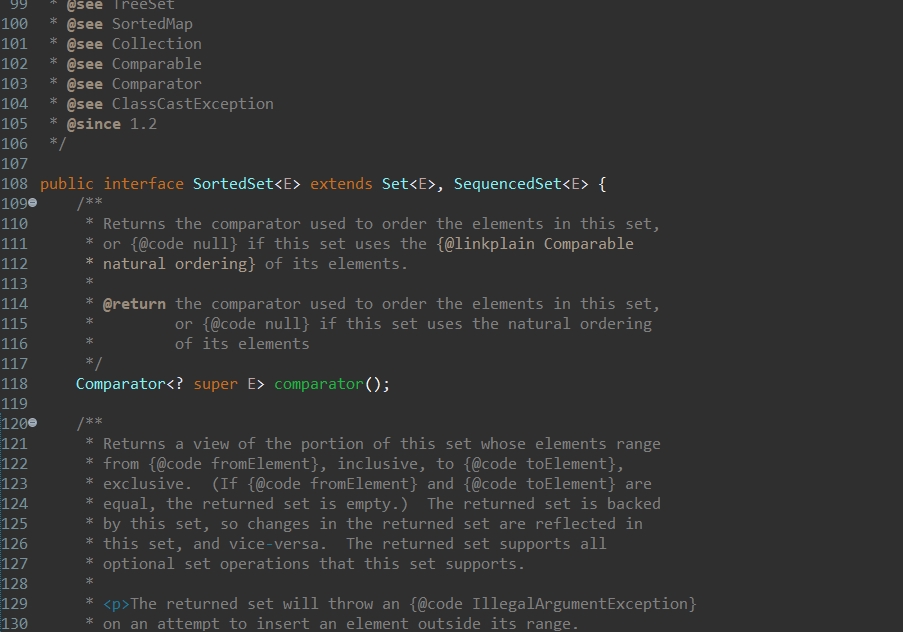 99  * @see TreeSet
100  * @see SortedMap
101  * @see Collection
102  * @see Comparable
103  * @see Comparator
104  * @see ClassCastException
105  * @since 1.2
106  */
107
108 public interface SortedSet<E> extends Set<E>, SequencedSet<E> {
109     /**
110      * Returns the comparator used to order the elements in this set,
111      * or {@code null} if this set uses the {@linkplain Comparable
112      * natural ordering} of its elements.
113      *
114      * @return the comparator used to order the elements in this set,
115      *         or {@code null} if this set uses the natural ordering
116      *         of its elements
117      */
118     Comparator<? super E> comparator();
119
120     /**
121      * Returns a view of the portion of this set whose elements range
122      * from {@code fromElement}, inclusive, to {@code toElement},
123      * exclusive.  (If {@code fromElement} and {@code toElement} are
124      * equal, the returned set is empty.)  The returned set is backed
125      * by this set, so changes in the returned set are reflected in
126      * this set, and vice-versa.  The returned set supports all
127      * optional set operations that this set supports.
128      *
129      * <p>The returned set will throw an {@code IllegalArgumentException}
130      * on an attempt to insert an element outside its range.